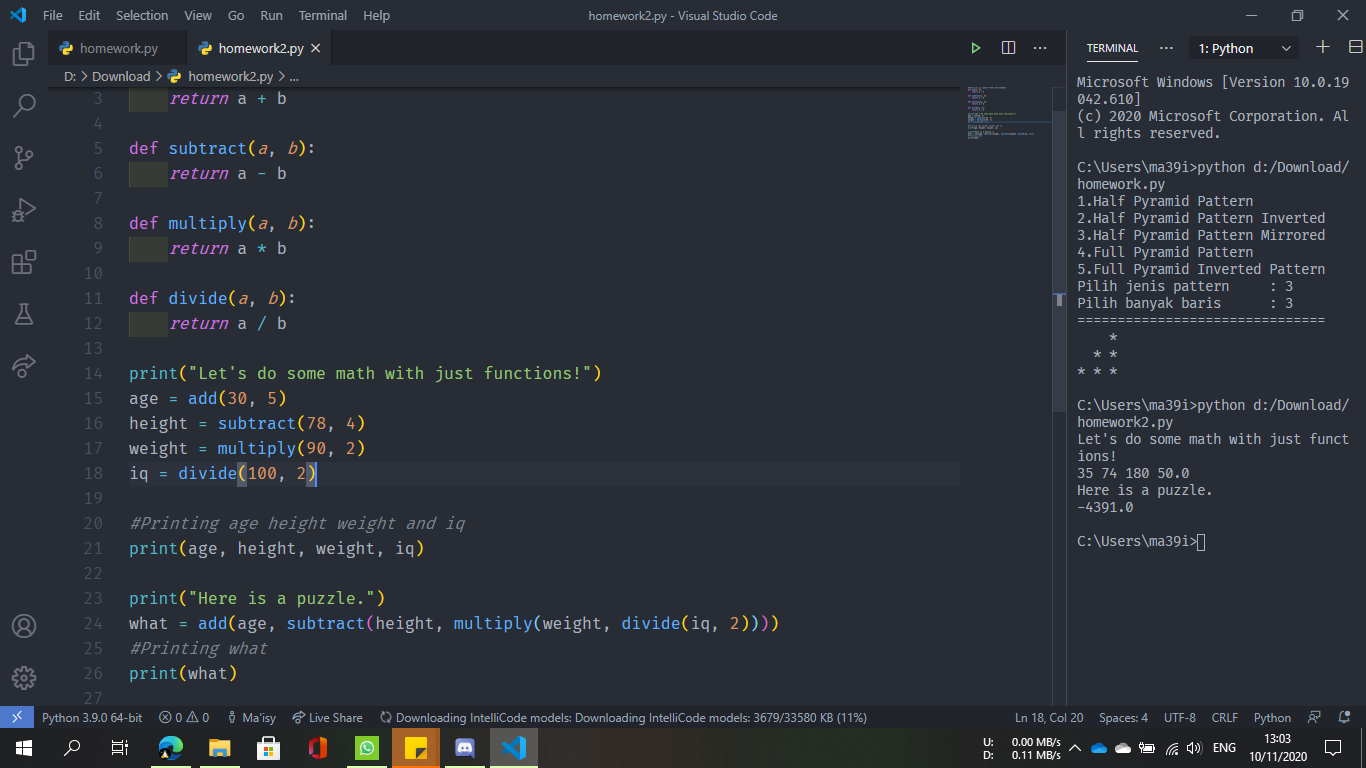 File Edit Selection View Go Run Terminal Help
homework2.py - Visual Studio Code
homework.py
homework2.py
D: > Download > homework2.py > ...
3 return a + b
4
5 def subtract(a, b):
6 return a - b
7
8 def multiply(a, b):
9 return a * b
10
11 def divide(a, b):
12 return a / b
13
14 print("Let's do some math with just functions!")
15 age = add(30, 5)
16 height = subtract(78, 4)
17 weight = multiply(90, 2)
18 iq = divide(100, 2)
19
20 #Printing age height weight and iq
21 print(age, height, weight, iq)
22
23 print("Here is a puzzle.")
24 what = add(age, subtract(height, multiply(weight, divide(iq, 2))))
25 #Printing what
26 print(what)
27
TERMINAL ... 1: Python
Microsoft Windows [Version 10.0.19
042.610]
(c) 2020 Microsoft Corporation. Al
l rights reserved.
C:\Users\ma39i>python d:/Download/
homework.py
1.Half Pyramid Pattern
2.Half Pyramid Pattern Inverted
3.Half Pyramid Pattern Mirrored
4.Full Pyramid Pattern
5.Full Pyramid Inverted Pattern
Pilih jenis pattern     : 3
Pilih banyak baris      : 3
===============================
    *
  * *
* * *
C:\Users\ma39i>python d:/Download/
homework2.py
Let's do some math with just funct
ions!
35 74 180 50.0
Here is a puzzle.
-4391.0
C:\Users\ma39i>
Python 3.9.0 64-bit 0 0 Ma'isy Live Share Downloading IntelliCode models: Downloading IntelliCode models: 3679/33580 KB (11%) Ln 18, Col 20 Spaces: 4 UTF-8 CRLF Python
U: 0.00 MB/s
D: 0.11 MB/s
ENG
13:03
10/11/2020